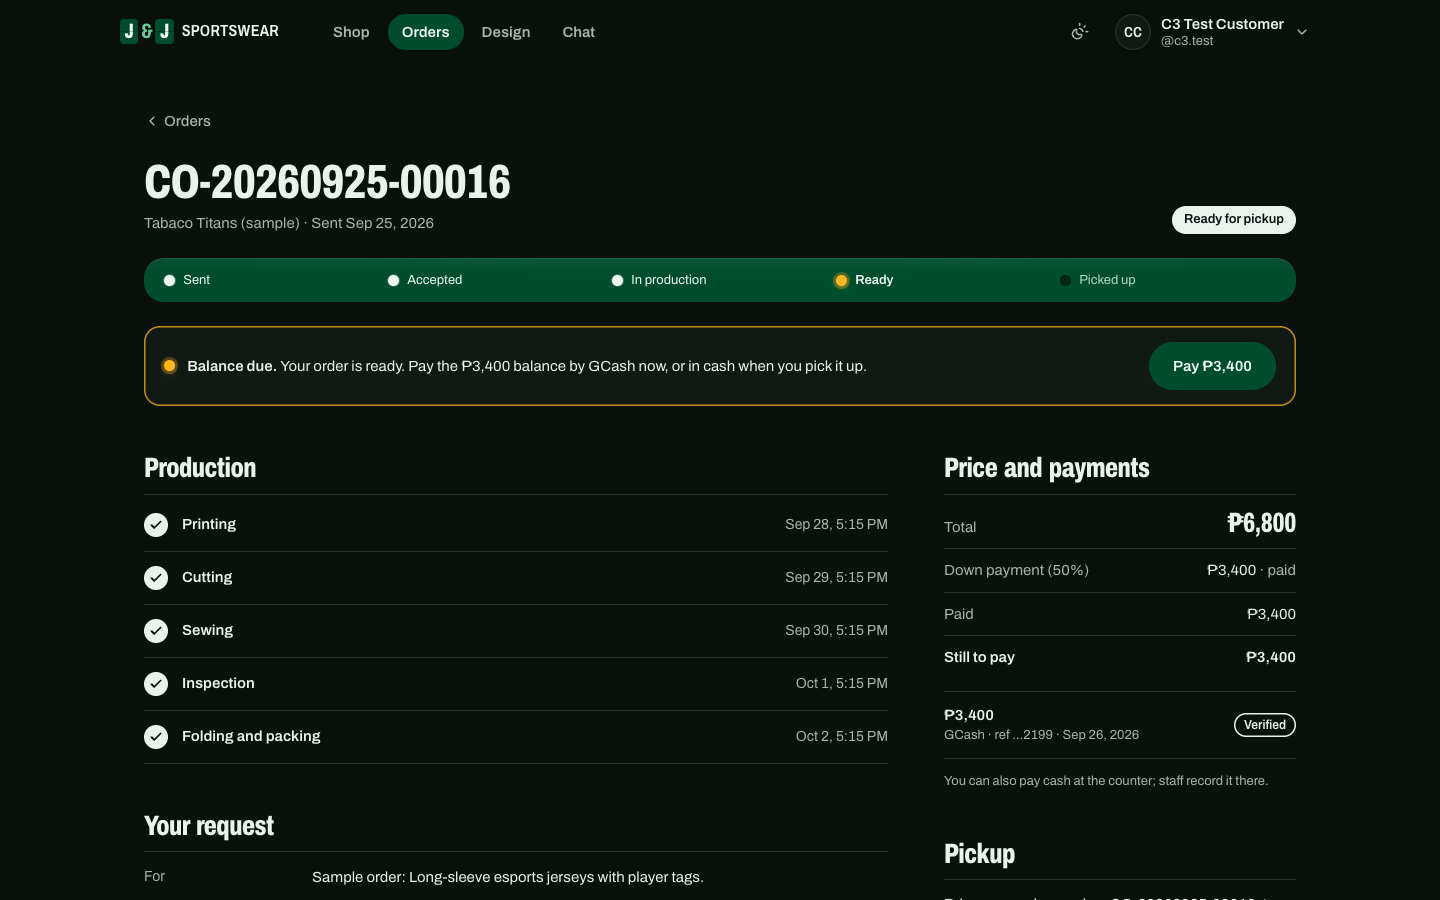 J & J SPORTSWEAR
Shop
Orders
Design
Chat
CC
C3 Test Customer
@c3.test
Orders
CO-20260925-00016
Tabaco Titans (sample) · Sent Sep 25, 2026
Ready for pickup
Sent
Accepted
In production
Ready
Picked up
Balance due. Your order is ready. Pay the ₱3,400 balance by GCash now, or in cash when you pick it up.
Pay ₱3,400
Production
Printing
Sep 28, 5:15 PM
Cutting
Sep 29, 5:15 PM
Sewing
Sep 30, 5:15 PM
Inspection
Oct 1, 5:15 PM
Folding and packing
Oct 2, 5:15 PM
Your request
For
Sample order: Long-sleeve esports jerseys with player tags.
Price and payments
Total
₱6,800
Down payment (50%)
₱3,400 · paid
Paid
₱3,400
Still to pay
₱3,400
₱3,400
GCash · ref …2199 · Sep 26, 2026
Verified
You can also pay cash at the counter; staff record it there.
Pickup